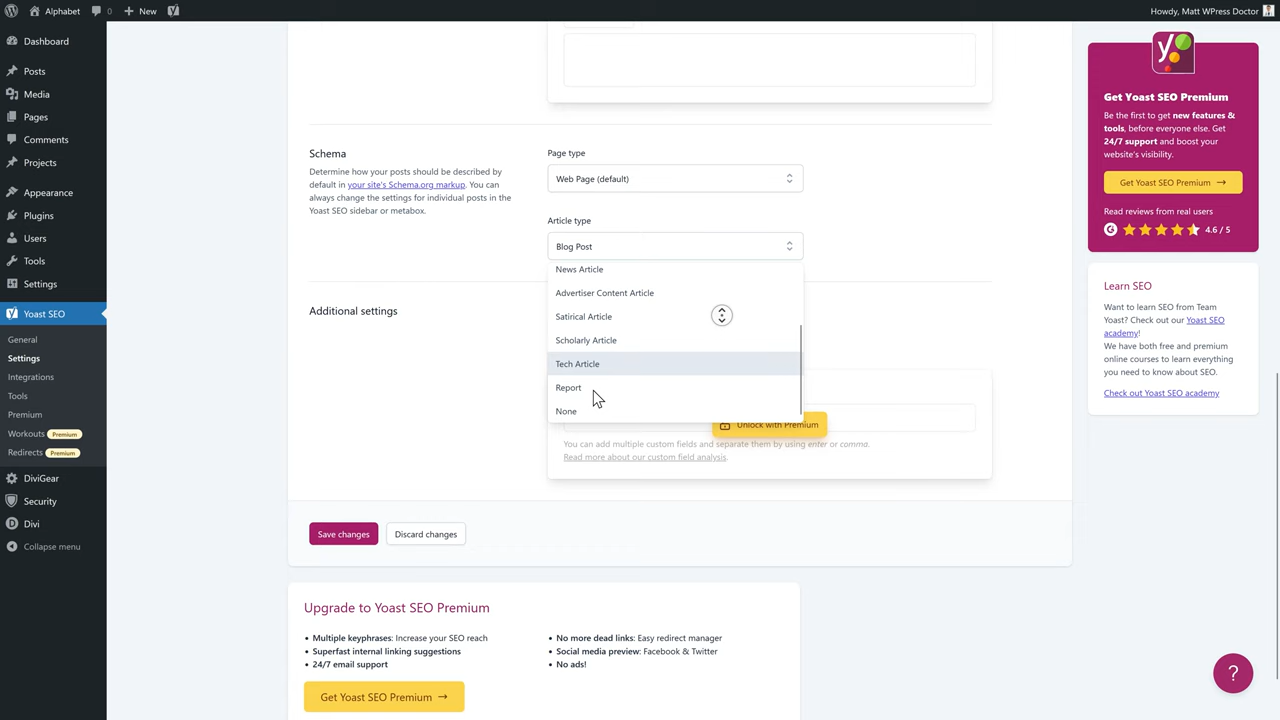 Alphabet
0
New
Howdy, Matt WPress Doctor
Dashboard
Posts
Media
Pages
Comments
Projects
Appearance
Plugins
Users
Tools
Settings
Yoast SEO
General
Settings
Integrations
Tools
Premium
Workouts Premium
Redirects Premium
DiviGear
Security
Divi
Collapse menu
Schema
Determine how your posts should be described by
default in your site's Schema.org markup. You can
always change the settings for individual posts in the
Yoast SEO sidebar or metabox.
Page type
Web Page (default)
Article type
Blog Post
News Article
Advertiser Content Article
Satirical Article
Scholarly Article
Tech Article
Report
None
Additional settings
Unlock with Premium
You can add multiple custom fields and separate them by using enter or comma.
Read more about our custom field analysis.
Save changes
Discard changes
Upgrade to Yoast SEO Premium
• Multiple keyphrases: Increase your SEO reach
• Superfast internal linking suggestions
• 24/7 email support
• No more dead links: Easy redirect manager
• Social media preview: Facebook & Twitter
• No ads!
Get Yoast SEO Premium →
y
Get Yoast SEO Premium
Be the first to get new features &
tools, before everyone else. Get
24/7 support and boost your
website's visibility.
Get Yoast SEO Premium →
Read reviews from real users
4.6 / 5
Learn SEO
Want to learn SEO from Team
Yoast? Check out our Yoast SEO
academy!
We have both free and premium
online courses to learn everything
you need to know about SEO.
Check out Yoast SEO academy
?